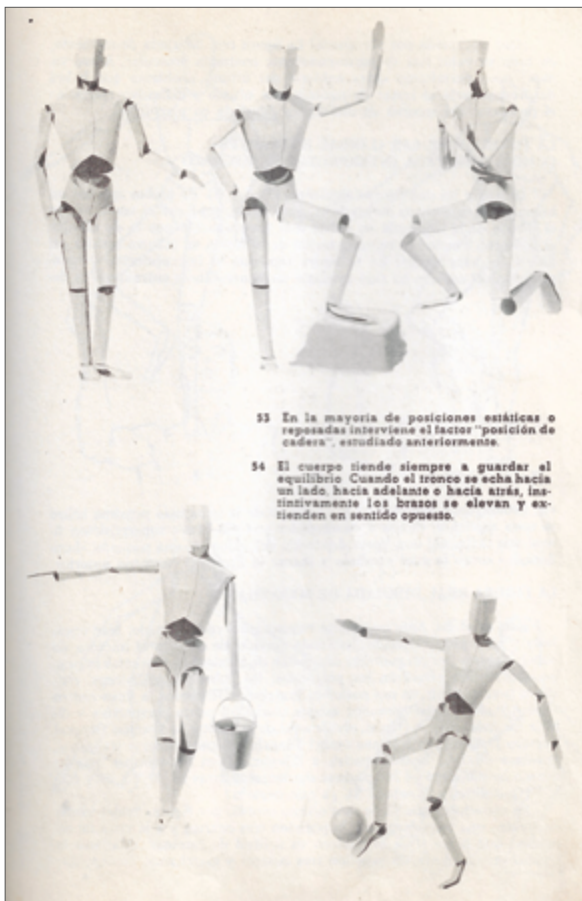 53 En la mayoría de posiciones estáticas o
reposadas interviene el factor "posición de
cadera", estudiado anteriormente.
54 El cuerpo tiende siempre a guardar el
equilibrio Cuando el tronco se echa hacia
un lado, hacia adelante o hacia atrás, ins-
tintivamente los brasos se elevan y ex-
tienden en sentido opuesto.